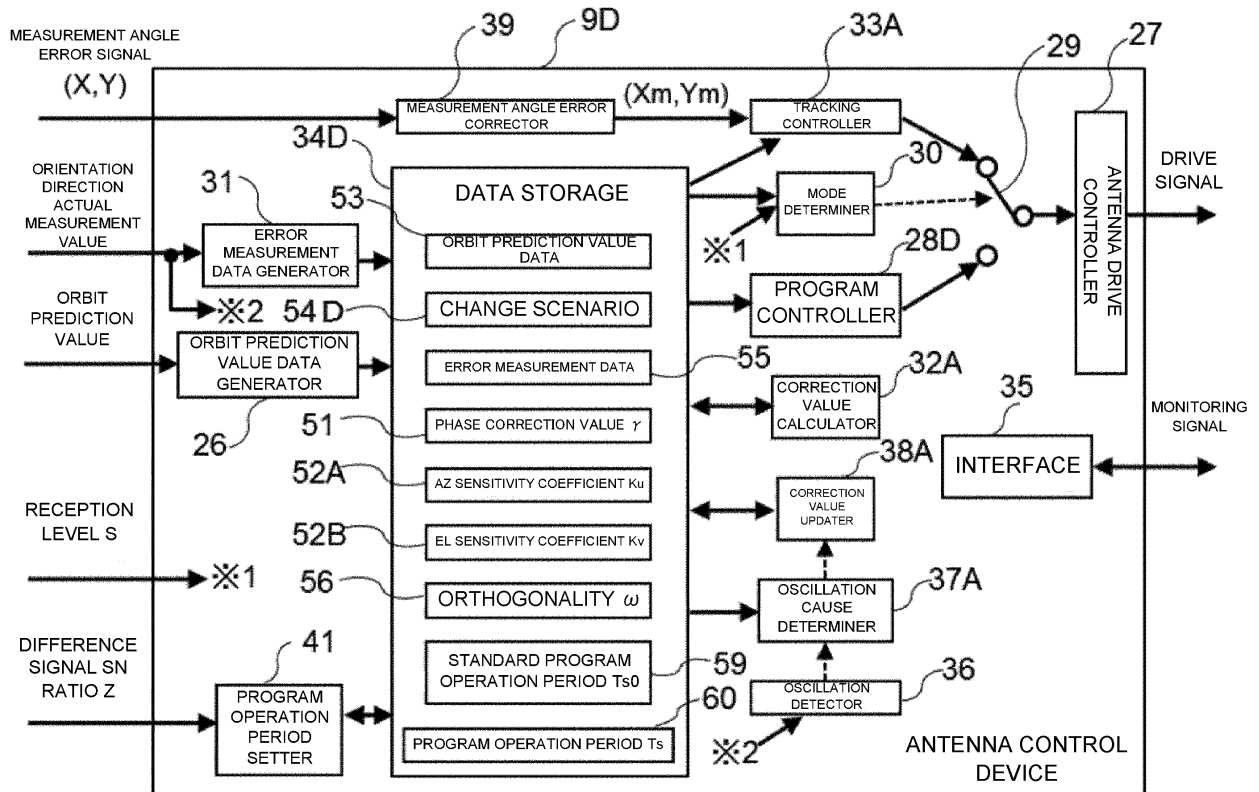 MEASUREMENT ANGLE
ERROR SIGNAL
(X,Y)
39
9D
33A
29
27
MEASUREMENT ANGLE ERROR
CORRECTOR
(Xm,Ym)
TRACKING
CONTROLLER
34D
30
ORIENTATION
DIRECTION
ACTUAL
MEASUREMENT
VALUE
31
ERROR
MEASUREMENT
DATA GENERATOR
※2
DATA STORAGE
53
ORBIT PREDICTION VALUE
DATA
MODE
DETERMINER
※1
28D
PROGRAM
CONTROLLER
ANTENNA DRIVE
CONTROLLER
DRIVE
SIGNAL
ORBIT
PREDICTION
VALUE
54D
CHANGE SCENARIO
ORBIT PREDICTION
VALUE DATA
GENERATOR
26
ERROR MEASUREMENT DATA
55
CORRECTION
VALUE
CALCULATOR
32A
35
INTERFACE
MONITORING
SIGNAL
51
PHASE CORRECTION VALUE γ
52A
AZ SENSITIVITY COEFFICIENT Ku
38A
CORRECTION
VALUE
UPDATER
RECEPTION
LEVEL S
※1
52B
EL SENSITIVITY COEFFICIENT Kv
56
ORTHOGONALITY ω
37A
OSCILLATION
CAUSE
DETERMINER
DIFFERENCE
SIGNAL SN
RATIO Z
41
PROGRAM
OPERATION
PERIOD
SETTER
STANDARD PROGRAM
OPERATION PERIOD Ts0
59
60
PROGRAM OPERATION PERIOD Ts
36
OSCILLATION
DETECTOR
※2
ANTENNA CONTROL
DEVICE